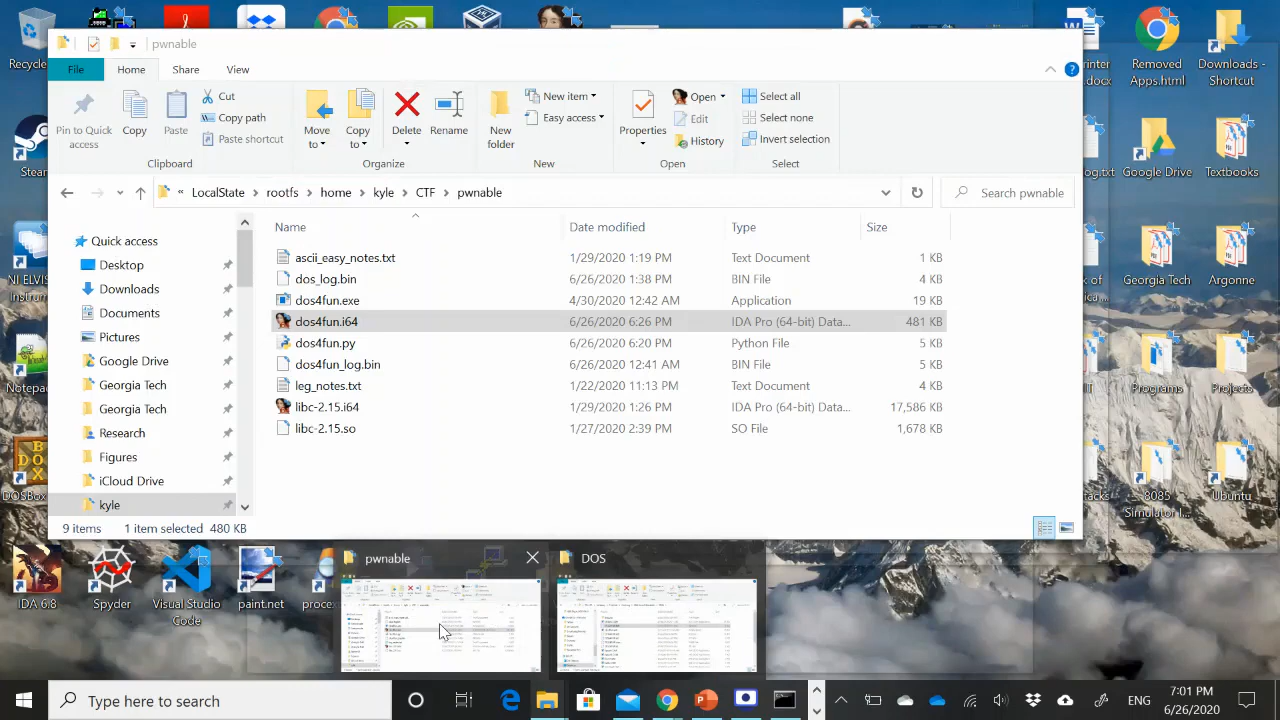 pwnable
File
Home
Share
View
Pin to Quick access
Copy
Paste
Cut
Copy path
Paste shortcut
Clipboard
Move to
Copy to
Delete
Rename
Organize
New folder
New item
Easy access
New
Properties
Open
Edit
History
Open
Select all
Select none
Invert selection
Select
« LocalState › rootfs › home › kyle › CTF › pwnable
Search pwnable
Name Date modified Type Size
ascii_easy_notes.txt 1/29/2020 1:19 PM Text Document 1 KB
dos_log.bin 6/26/2020 1:38 PM BIN File 4 KB
dos4fun.exe 4/30/2020 12:42 AM Application 19 KB
dos4fun.i64 6/26/2020 6:26 PM IDA Pro (64-bit) Data... 481 KB
dos4fun.py 6/26/2020 6:20 PM Python File 5 KB
dos4fun_log.bin 6/26/2020 12:41 AM BIN File 5 KB
leg_notes.txt 1/22/2020 11:13 PM Text Document 4 KB
libc-2.15.i64 1/29/2020 1:26 PM IDA Pro (64-bit) Data... 17,586 KB
libc-2.15.so 1/27/2020 2:39 PM SO File 1,678 KB
Quick access
Desktop
Downloads
Documents
Pictures
Google Drive
Georgia Tech
Georgia Tech
Research
Figures
iCloud Drive
kyle
9 items 1 item selected 480 KB
Removed Apps.html
Downloads - Shortcut
Google Drive
Textbooks
Georgia Tech
Argonne
Programs
Projects
8085 Simulator I...
Ubuntu
IDA 6.8
Spyder
Visual Studio Code
paint.net
pwnable
DOS
Type here to search
ENG
7:01 PM
6/26/2020